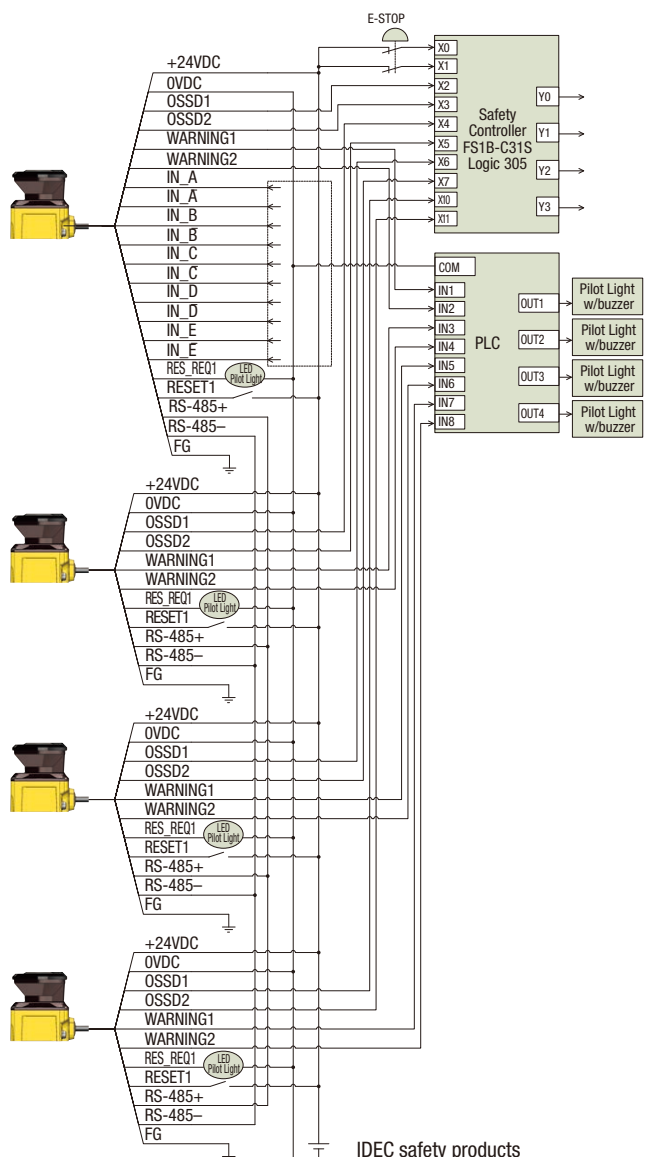 E-STOP
+24VDC
0VDC
OSSD1
OSSD2
WARNING1
WARNING2
IN_A
IN_A̅
IN_B
IN_B̅
IN_C
IN_C̅
IN_D
IN_D̅
IN_E
IN_E̅
RES_REQ1
LED
Pilot Light
RESET1
RS-485+
RS-485–
FG
X0
X1
X2
X3
X4
X5
X6
X7
X10
X11
Safety
Controller
FS1B-C31S
Logic 305
Y0
Y1
Y2
Y3
COM
IN1
IN2
IN3
IN4
IN5
IN6
IN7
IN8
PLC
OUT1
OUT2
OUT3
OUT4
Pilot Light
w/buzzer
Pilot Light
w/buzzer
Pilot Light
w/buzzer
Pilot Light
w/buzzer
+24VDC
0VDC
OSSD1
OSSD2
WARNING1
WARNING2
RES_REQ1
LED
Pilot Light
RESET1
RS-485+
RS-485–
FG
+24VDC
0VDC
OSSD1
OSSD2
WARNING1
WARNING2
RES_REQ1
LED
Pilot Light
RESET1
RS-485+
RS-485–
FG
+24VDC
0VDC
OSSD1
OSSD2
WARNING1
WARNING2
RES_REQ1
LED
Pilot Light
RESET1
RS-485+
RS-485–
FG
IDEC safety products